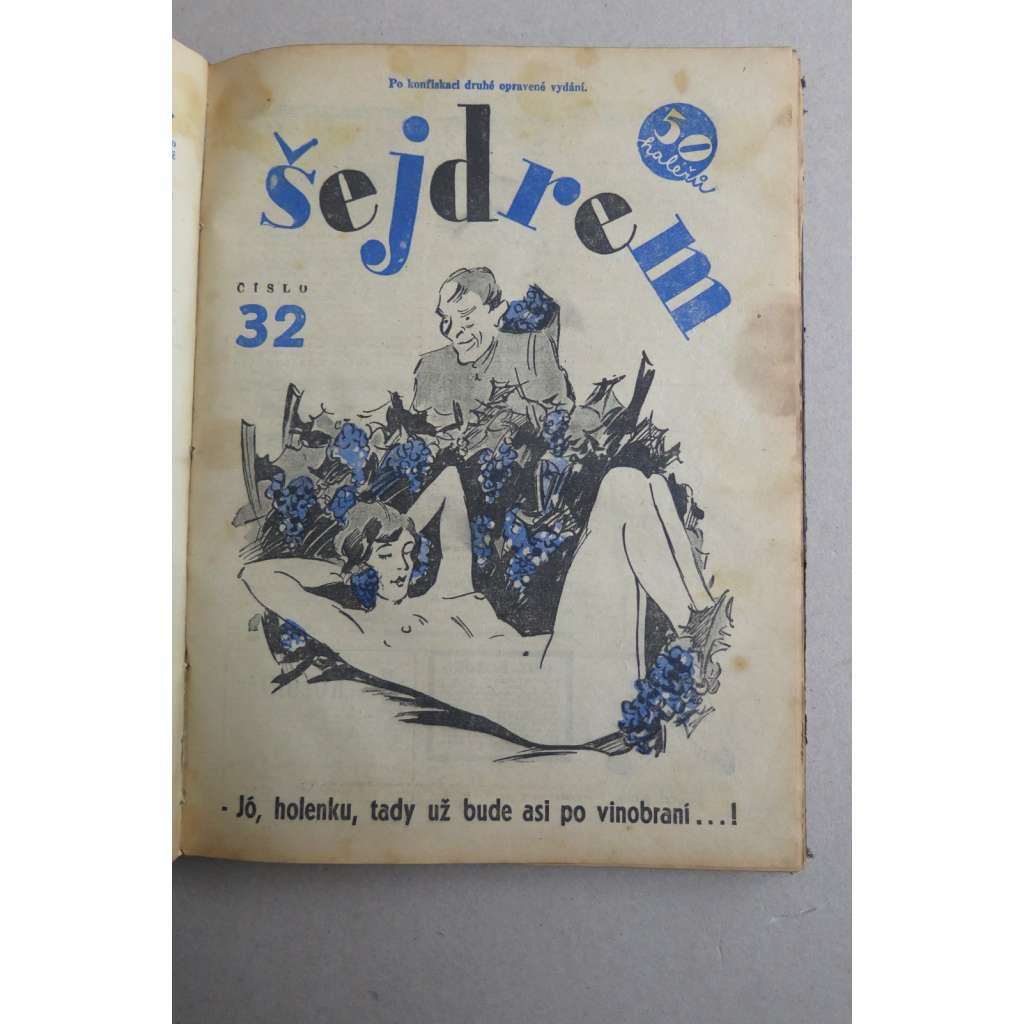 Po konfiskaci druhé opravené vydání.
šejdrem
50
haléřů
ČÍSLO
32
- Jó, holenku, tady už bude asi po vinobraní...!